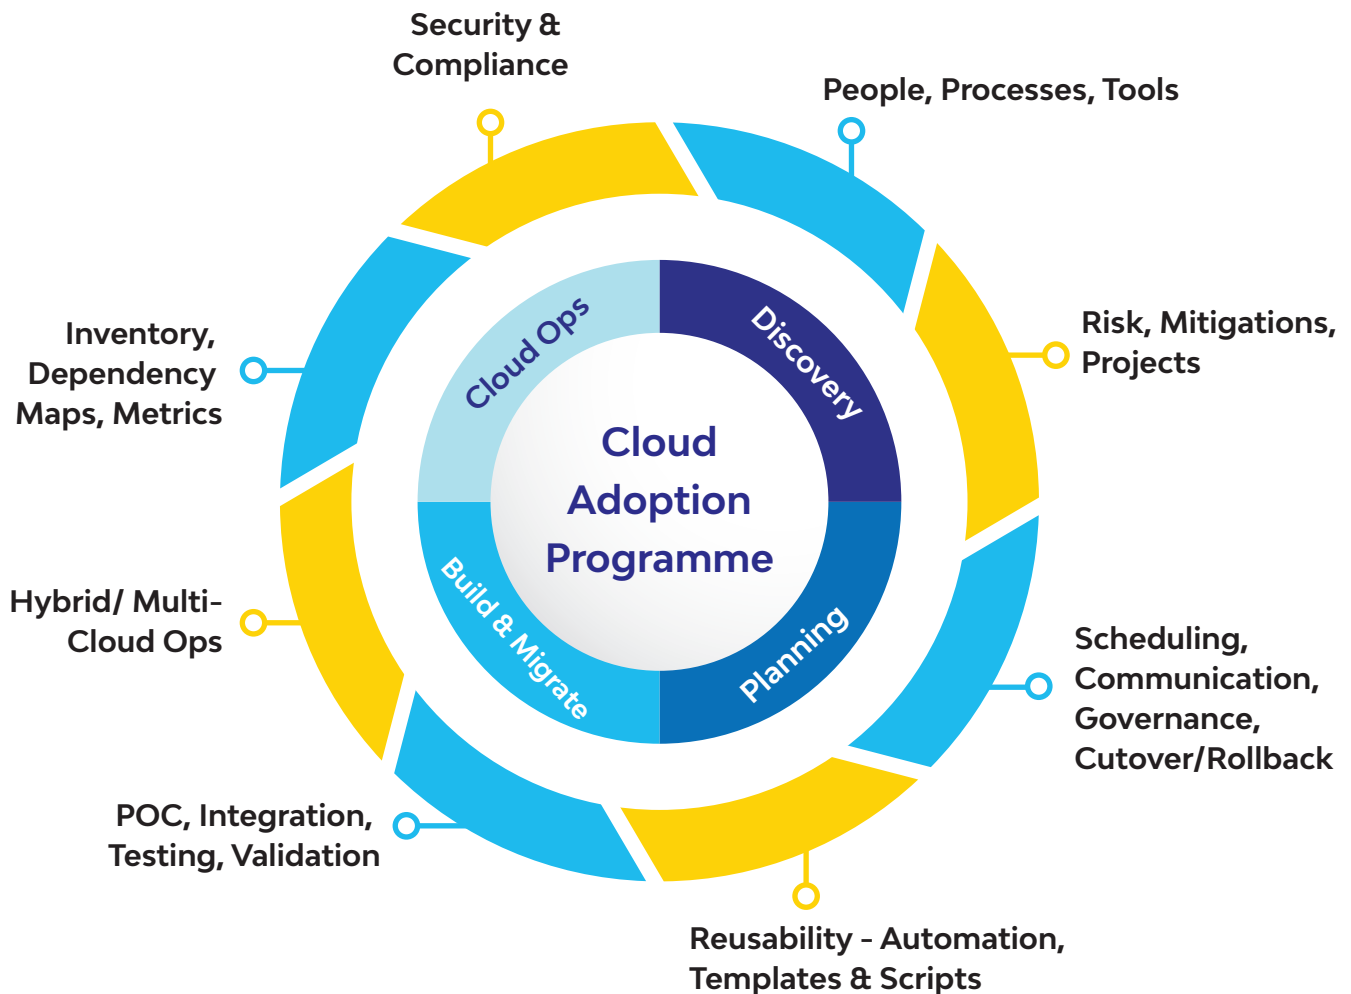 Security &
Compliance
People, Processes, Tools
Risk, Mitigations,
Projects
Scheduling,
Communication,
Governance,
Cutover/Rollback
Reusability - Automation,
Templates & Scripts
POC, Integration,
Testing, Validation
Hybrid/ Multi-
Cloud Ops
Inventory,
Dependency
Maps, Metrics
Cloud Ops
Discovery
Planning
Build & Migrate
Cloud
Adoption
Programme